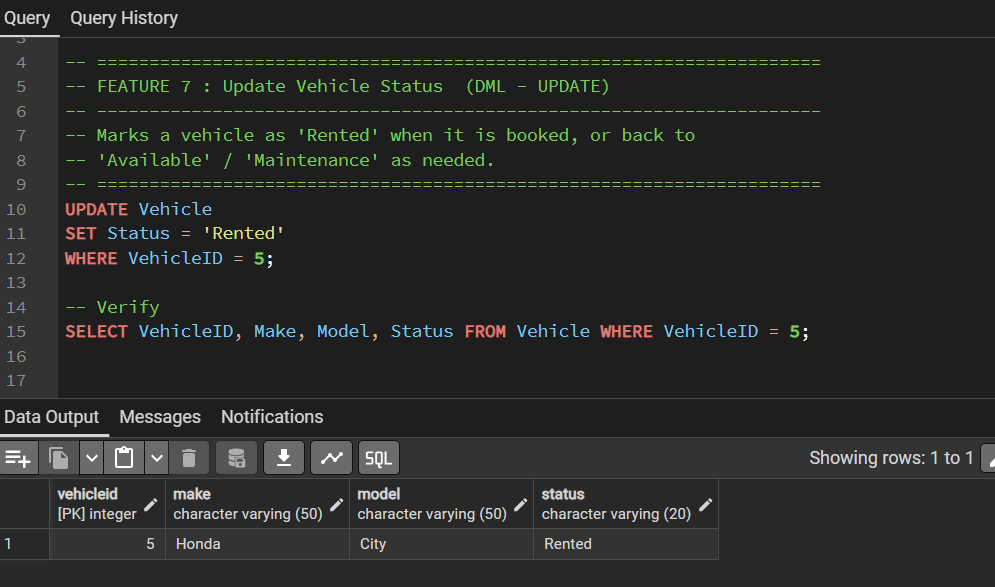 Query Query History
3
4 -- =====================================================================
5 -- FEATURE 7 : Update Vehicle Status  (DML - UPDATE)
6 -- ---------------------------------------------------------------------
7 -- Marks a vehicle as 'Rented' when it is booked, or back to
8 -- 'Available' / 'Maintenance' as needed.
9 -- =====================================================================
10 UPDATE Vehicle
11 SET Status = 'Rented'
12 WHERE VehicleID = 5;
13
14 -- Verify
15 SELECT VehicleID, Make, Model, Status FROM Vehicle WHERE VehicleID = 5;
16
17
Data Output Messages Notifications
SQL Showing rows: 1 to 1
vehicleid make model status
[PK] integer character varying (50) character varying (50) character varying (20)
1 5 Honda City Rented